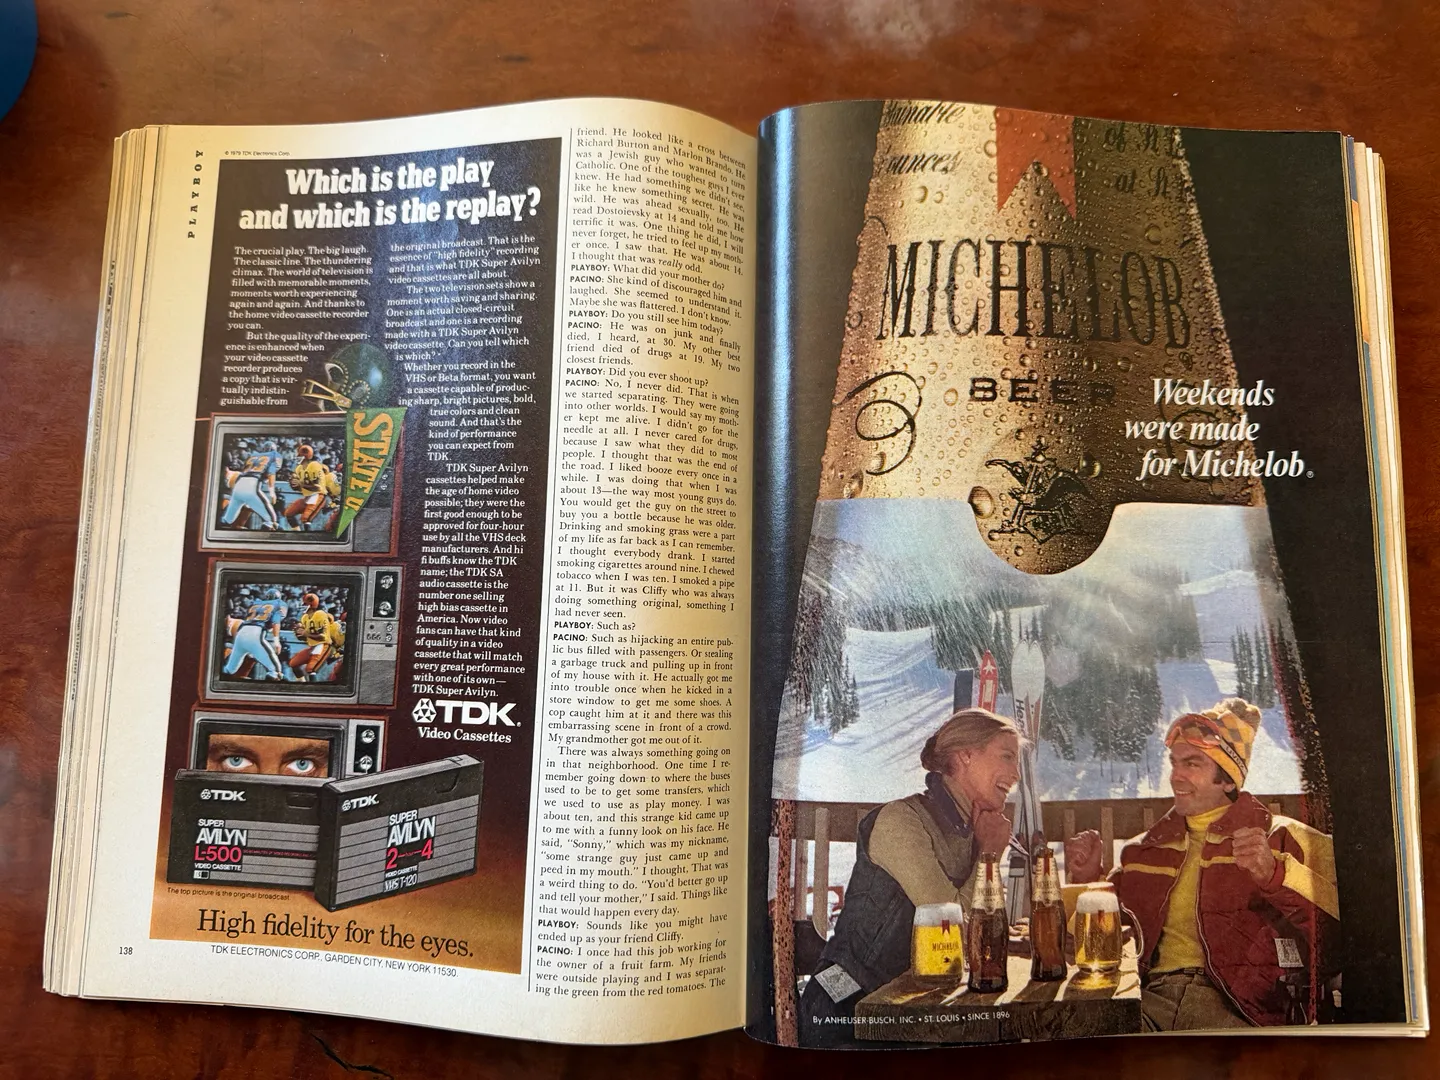 PLAYBOY
© 1979 TDK Electronics Corp.
Which is the play
and which is the replay?
The crucial play. The big laugh.
The classic line. The thundering
climax. The world of television is
filled with memorable moments,
moments worth experiencing
again and again. And thanks to
the home video cassette recorder
you can.
But the quality of the experi-
ence is enhanced when
your video cassette
recorder produces
a copy that is vir-
tually indistin-
guishable from
the original broadcast. That is the
essence of "high fidelity" recording
and that is what TDK Super Avilyn
video cassettes are all about.
The two television sets show a
moment worth saving and sharing.
One is an actual closed-circuit
broadcast and one is a recording
made with a TDK Super Avilyn
video cassette. Can you tell which
is which?
Whether you record in the
VHS or Beta format, you want
a cassette capable of produc-
ing sharp, bright pictures, bold,
true colors and clean
sound. And that's the
kind of performance
you can expect from
TDK.
TDK Super Avilyn
cassettes helped make
the age of home video
possible; they were the
first good enough to be
approved for four-hour
use by all the VHS deck
manufacturers. And hi
fi buffs know the TDK
name; the TDK SA
audio cassette is the
number one selling
high bias cassette in
America. Now video
fans can have that kind
of quality in a video
cassette that will match
every great performance
with one of its own—
TDK Super Avilyn.
STATE U
TDK®
Video Cassettes
TDK
SUPER
AVILYN
L-500
VIDEO CASSETTE
TDK
SUPER
AVILYN
2—4
VIDEO CASSETTE
VHS T-120
The top picture is the original broadcast
High fidelity for the eyes.
TDK ELECTRONICS CORP., GARDEN CITY, NEW YORK 11530.
138
friend. He looked like a cross between
Richard Burton and Marlon Brando. He
was a Jewish guy who wanted to turn
Catholic. One of the toughest guys I ever
knew. He had something we didn't see,
like he knew something secret. He was
wild. He was ahead sexually, too. He
read Dostoievsky at 14 and told me how
terrific it was. One thing he did, I will
never forget, he tried to feel up my moth-
er once. I saw that. He was about 14.
I thought that was really odd.
PLAYBOY: What did your mother do?
PACINO: She kind of discouraged him and
laughed. She seemed to understand it.
Maybe she was flattered. I don't know.
PLAYBOY: Do you still see him today?
PACINO: He was on junk and finally
died, I heard, at 30. My other best
friend died of drugs at 19. My two
closest friends.
PLAYBOY: Did you ever shoot up?
PACINO: No, I never did. That is when
we started separating. They were going
into other worlds. I would say my moth-
er kept me alive. I didn't go for the
needle at all. I never cared for drugs,
because I saw what they did to most
people. I thought that was the end of
the road. I liked booze every once in a
while. I was doing that when I was
about 13—the way most young guys do.
You would get the guy on the street to
buy you a bottle because he was older.
Drinking and smoking grass were a part
of my life as far back as I can remember.
I thought everybody drank. I started
smoking cigarettes around nine. I chewed
tobacco when I was ten. I smoked a pipe
at 11. But it was Cliffy who was always
doing something original, something I
had never seen.
PLAYBOY: Such as?
PACINO: Such as hijacking an entire pub-
lic bus filled with passengers. Or stealing
a garbage truck and pulling up in front
of my house with it. He actually got me
into trouble once when he kicked in a
store window to get me some shoes. A
cop caught him at it and there was this
embarrassing scene in front of a crowd.
My grandmother got me out of it.
There was always something going on
in that neighborhood. One time I re-
member going down to where the buses
used to be to get some transfers, which
we used to use as play money. I was
about ten, and this strange kid came up
to me with a funny look on his face. He
said, "Sonny," which was my nickname,
"some strange guy just came up and
peed in my mouth." I thought, That was
a weird thing to do. "You'd better go up
and tell your mother," I said. Things like
that would happen every day.
PLAYBOY: Sounds like you might have
ended up as your friend Cliffy.
PACINO: I once had this job working for
the owner of a fruit farm. My friends
were outside playing and I was separat-
ing the green from the red tomatoes. The
ounces
of St L
at St
MICHELOB®
BEER
Weekends
were made
for Michelob®
MICHELOB
By ANHEUSER-BUSCH, INC. • ST. LOUIS • SINCE 1896